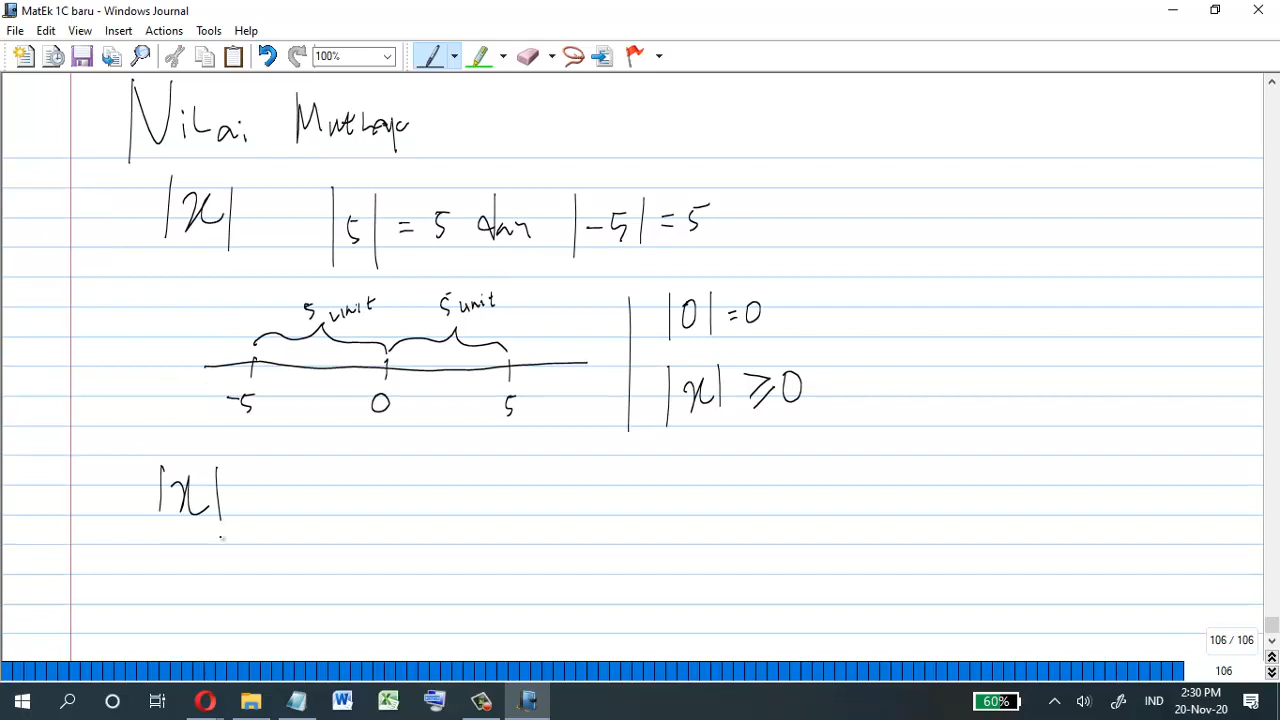 MatEk 1C baru - Windows Journal
File Edit View Insert Actions Tools Help
100%
Nilai Mutlak
|x| |5| = 5 dan |-5| = 5
5 unit 5 unit
|0| = 0
-5 0 5
|x| ≥ 0
|x|
106 / 106
106
60% IND 2:30 PM
20-Nov-20